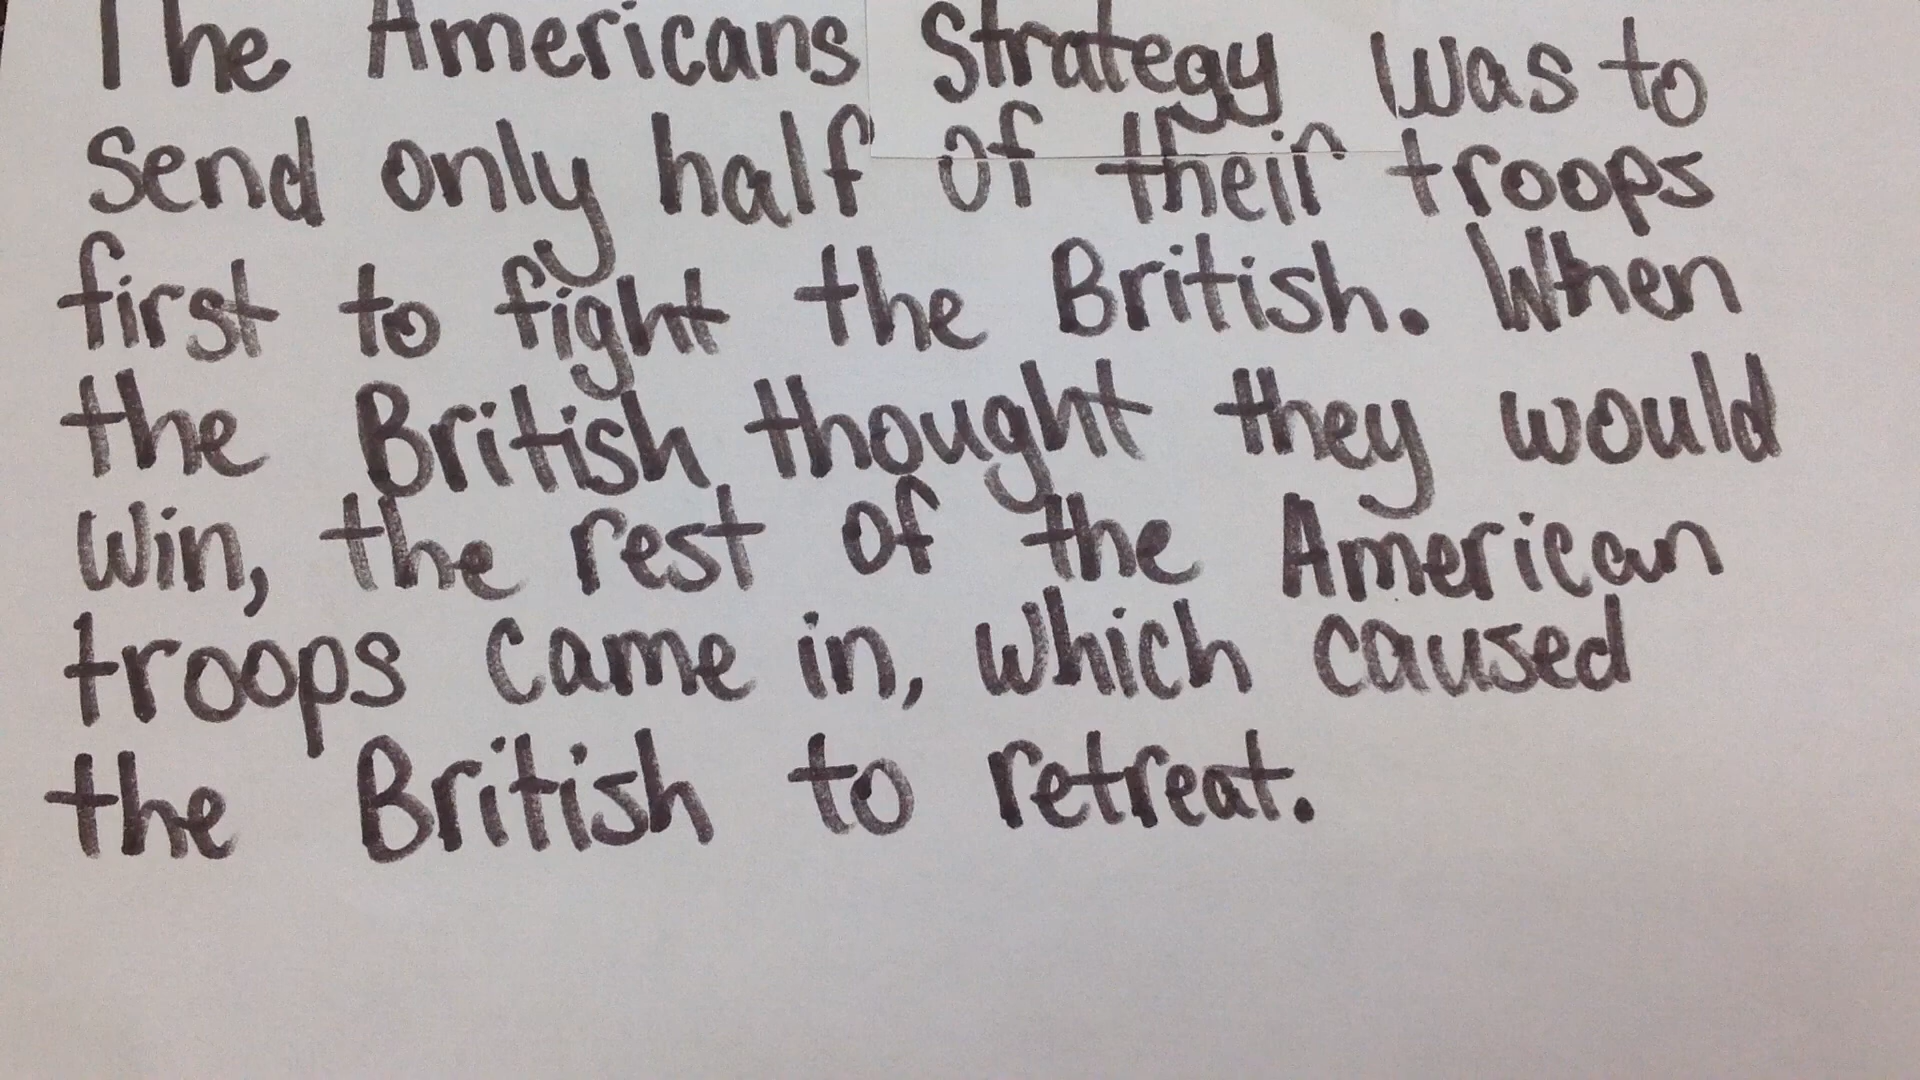 The Americans strategy was to
send only half of their troops
first to fight the British. When
the British thought they would
win, the rest of the American
troops came in, which caused
the British to retreat.